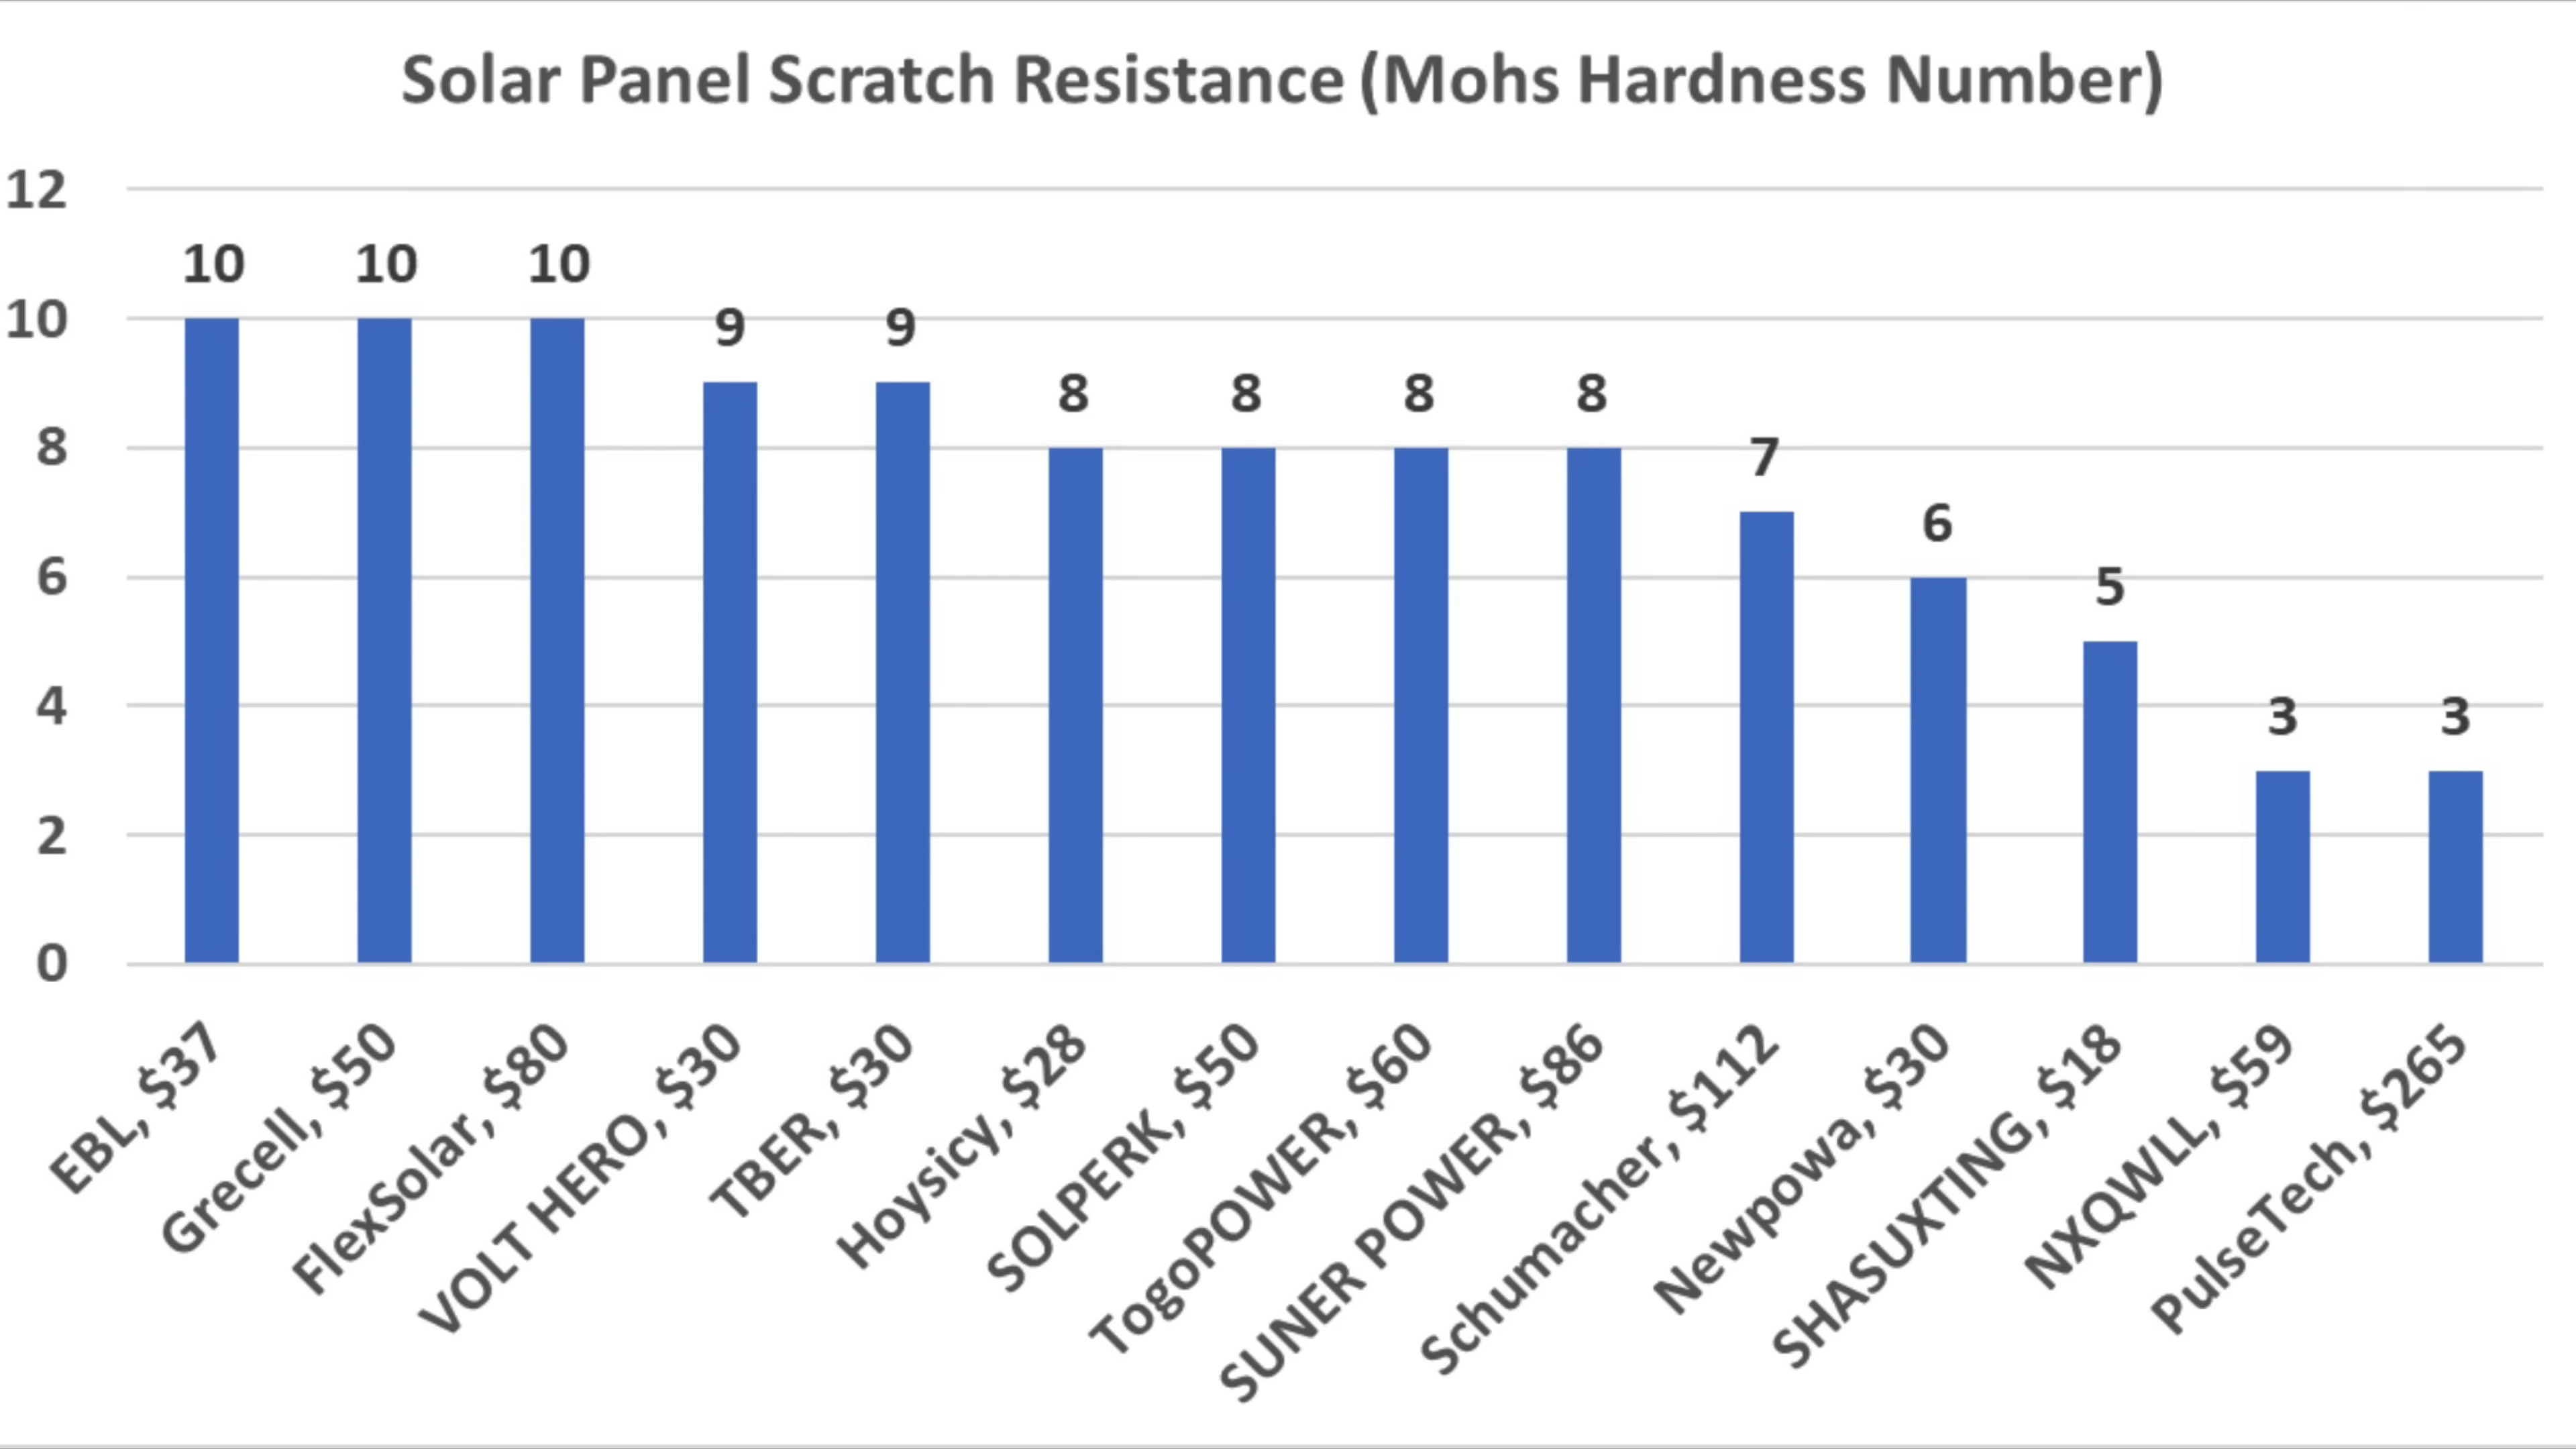 Solar Panel Scratch Resistance (Mohs Hardness Number)
12
10
8
6
4
2
0
10
10
10
9
9
8
8
8
8
7
6
5
3
3
EBL, $37
Grecell, $50
FlexSolar, $80
VOLT HERO, $30
TBER, $30
Hoysicy, $28
SOLPERK, $50
TogoPOWER, $60
SUNER POWER, $86
Schumacher, $112
Newpowa, $30
SHASUXTING, $18
NXQWLL, $59
PulseTech, $265